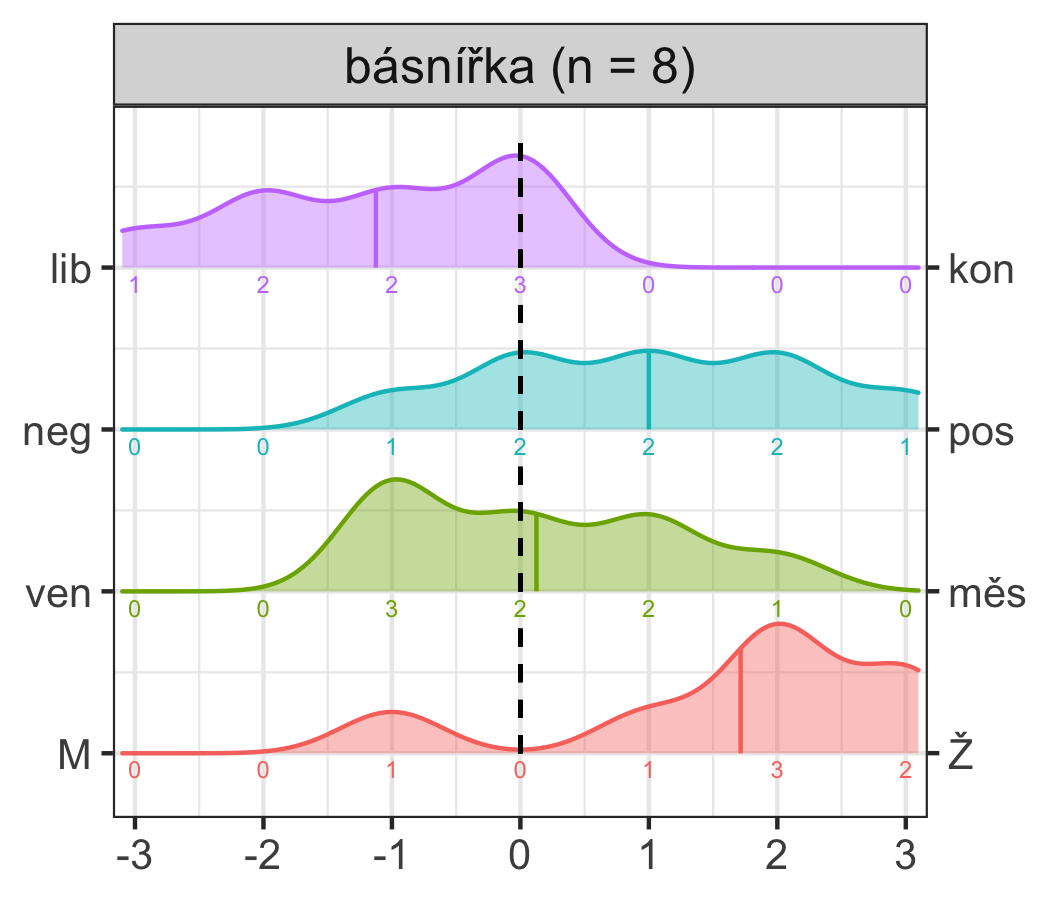 básnířka (n = 8)
lib kon
1 2 2 3 0 0 0
neg pos
0 0 1 2 2 2 1
ven měs
0 0 3 2 2 1 0
M Ž
0 0 1 0 1 3 2
-3 -2 -1 0 1 2 3